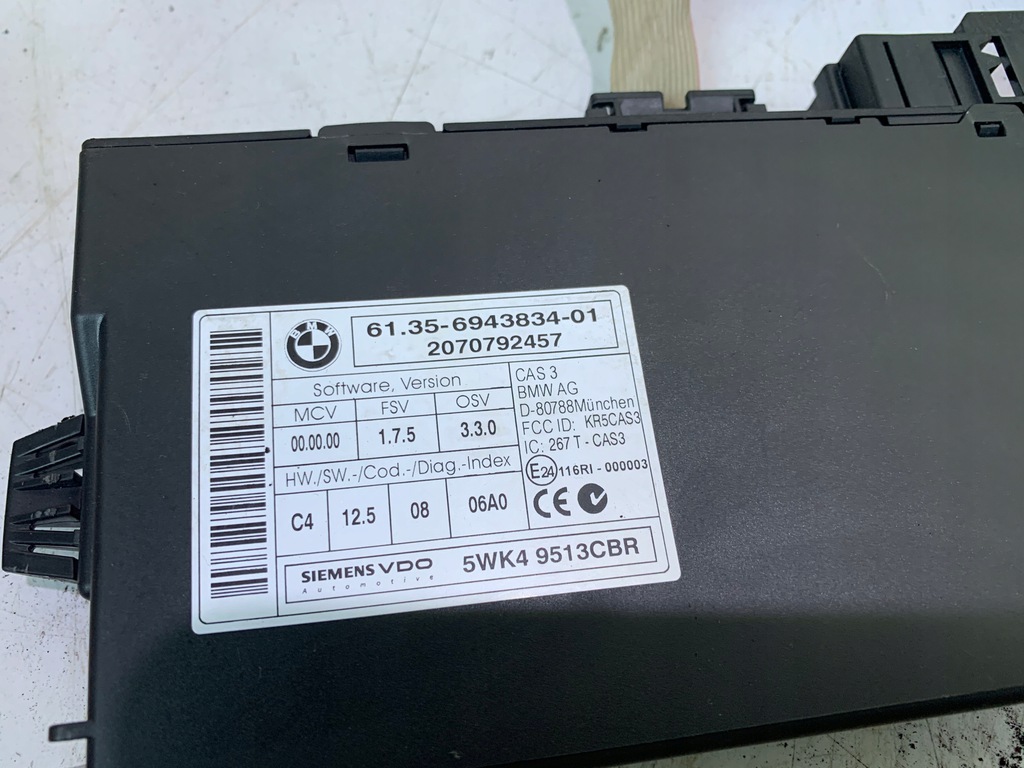 BMW
61.35-6943834-01
2070792457
Software, Version
MCV FSV OSV
00.00.00 1.7.5 3.3.0
HW./SW.-/Cod.-/Diag.-Index
C4 12.5 08 06A0
CAS 3
BMW AG
D-80788München
FCC ID: KR5CAS3
IC: 267 T - CAS3
E24 116RI - 000003
CE
SIEMENS VDO
Automotive
5WK4 9513CBR